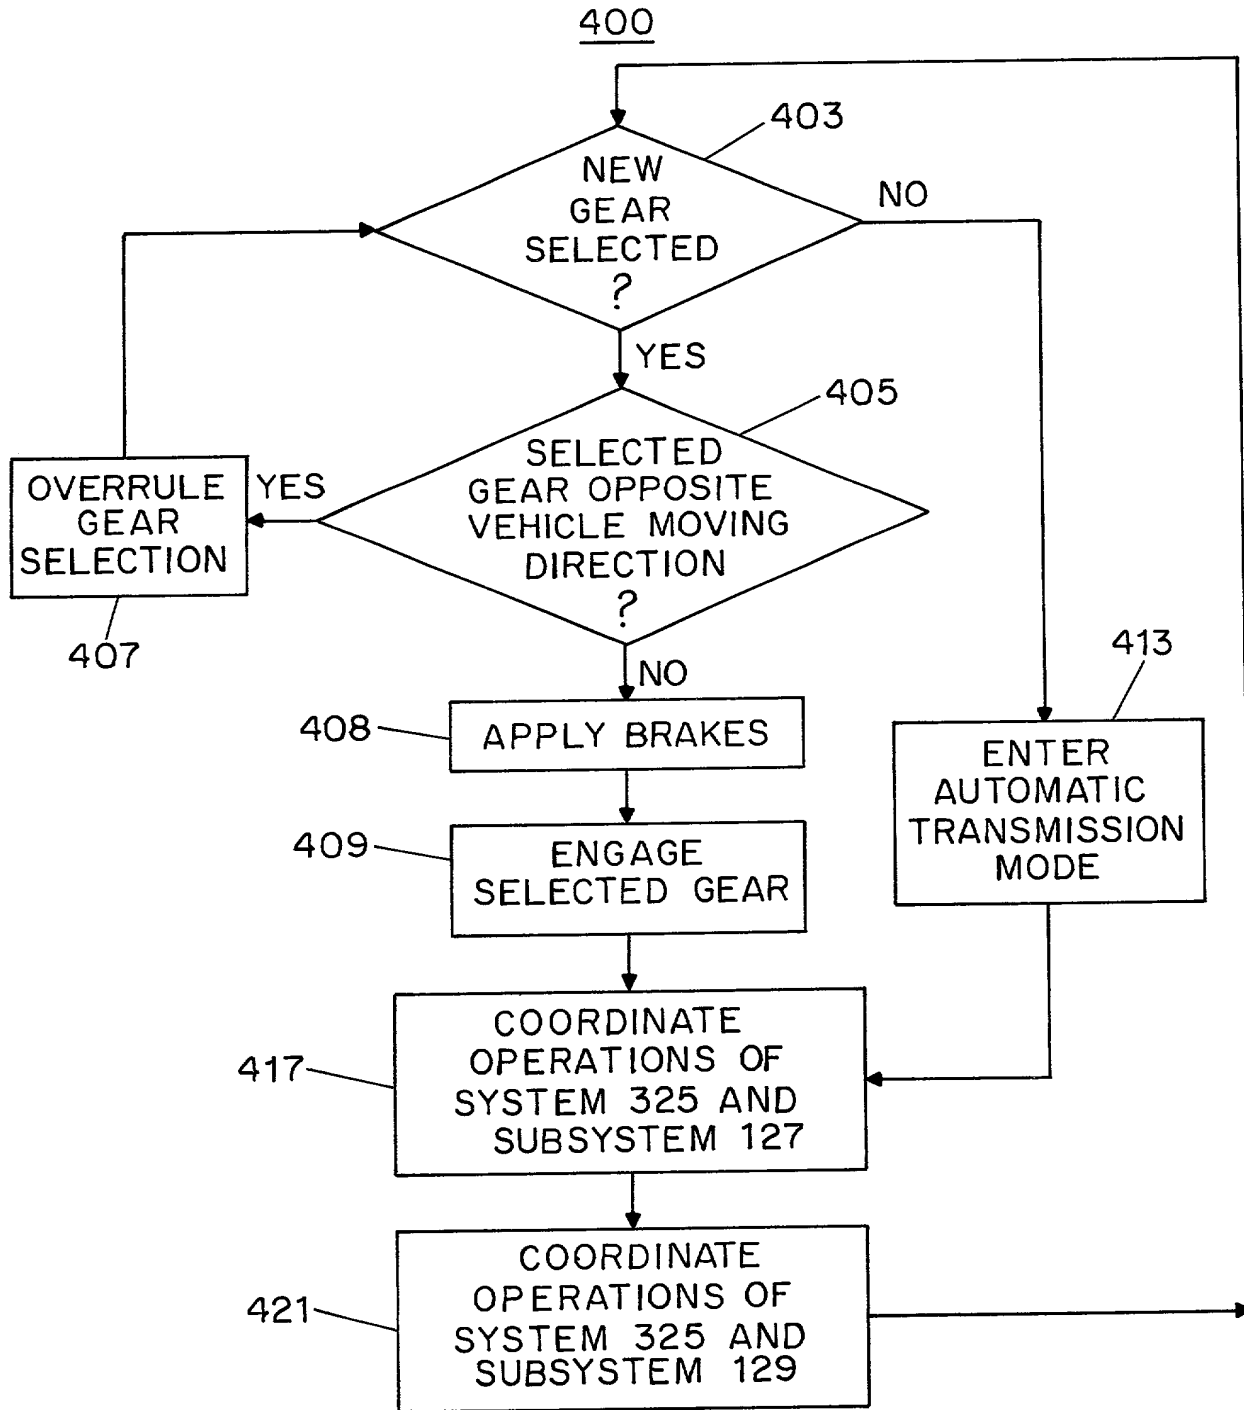 400
403
NEW
GEAR
SELECTED
?
NO
YES
405
SELECTED
GEAR OPPOSITE
VEHICLE MOVING
DIRECTION
?
YES
OVERRULE
GEAR
SELECTION
407
NO
413
408
APPLY BRAKES
ENTER
AUTOMATIC
TRANSMISSION
MODE
409
ENGAGE
SELECTED GEAR
417
COORDINATE
OPERATIONS OF
SYSTEM 325 AND
SUBSYSTEM 127
421
COORDINATE
OPERATIONS OF
SYSTEM 325 AND
SUBSYSTEM 129